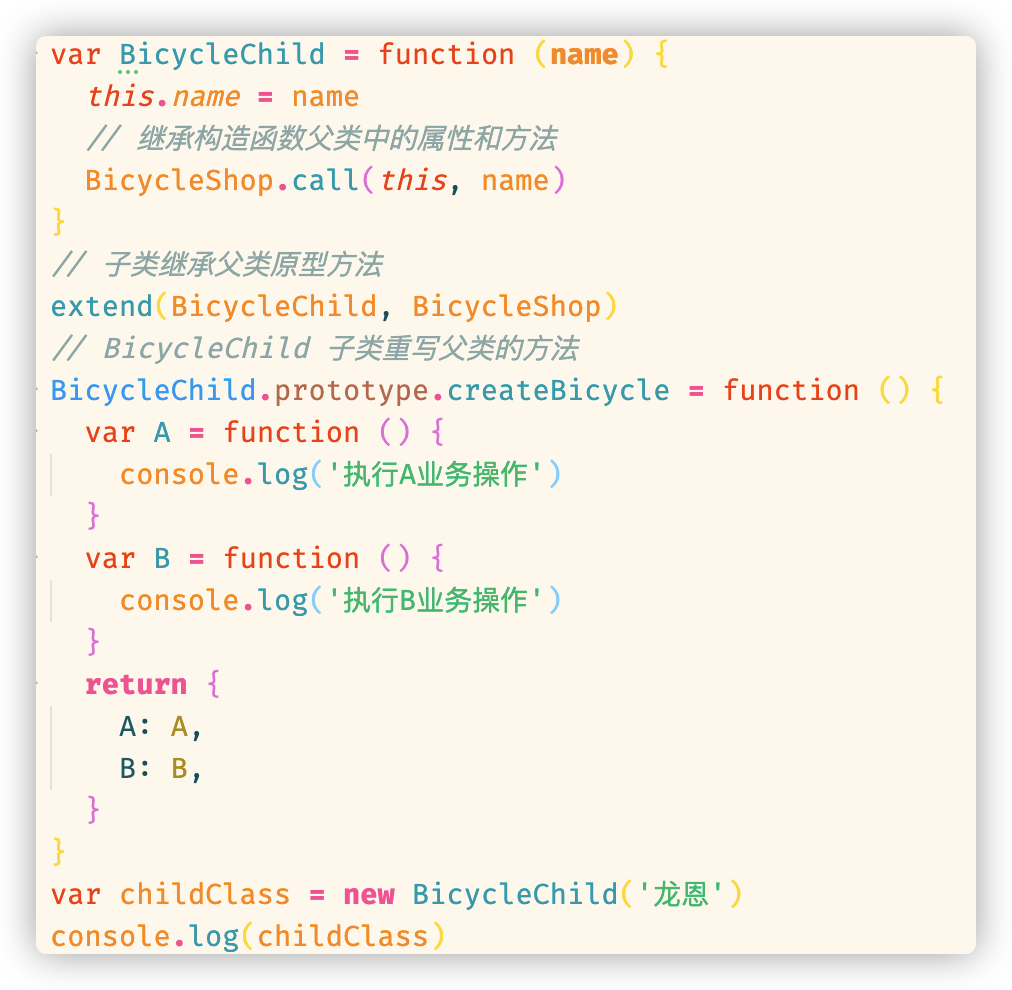 var BicycleChild = function (name) {
  this.name = name
  // 继承构造函数父类中的属性和方法
  BicycleShop.call(this, name)
}
// 子类继承父类原型方法
extend(BicycleChild, BicycleShop)
// BicycleChild 子类重写父类的方法
BicycleChild.prototype.createBicycle = function () {
  var A = function () {
    console.log('执行A业务操作')
  }
  var B = function () {
    console.log('执行B业务操作')
  }
  return {
    A: A,
    B: B,
  }
}
var childClass = new BicycleChild('龙恩')
console.log(childClass)